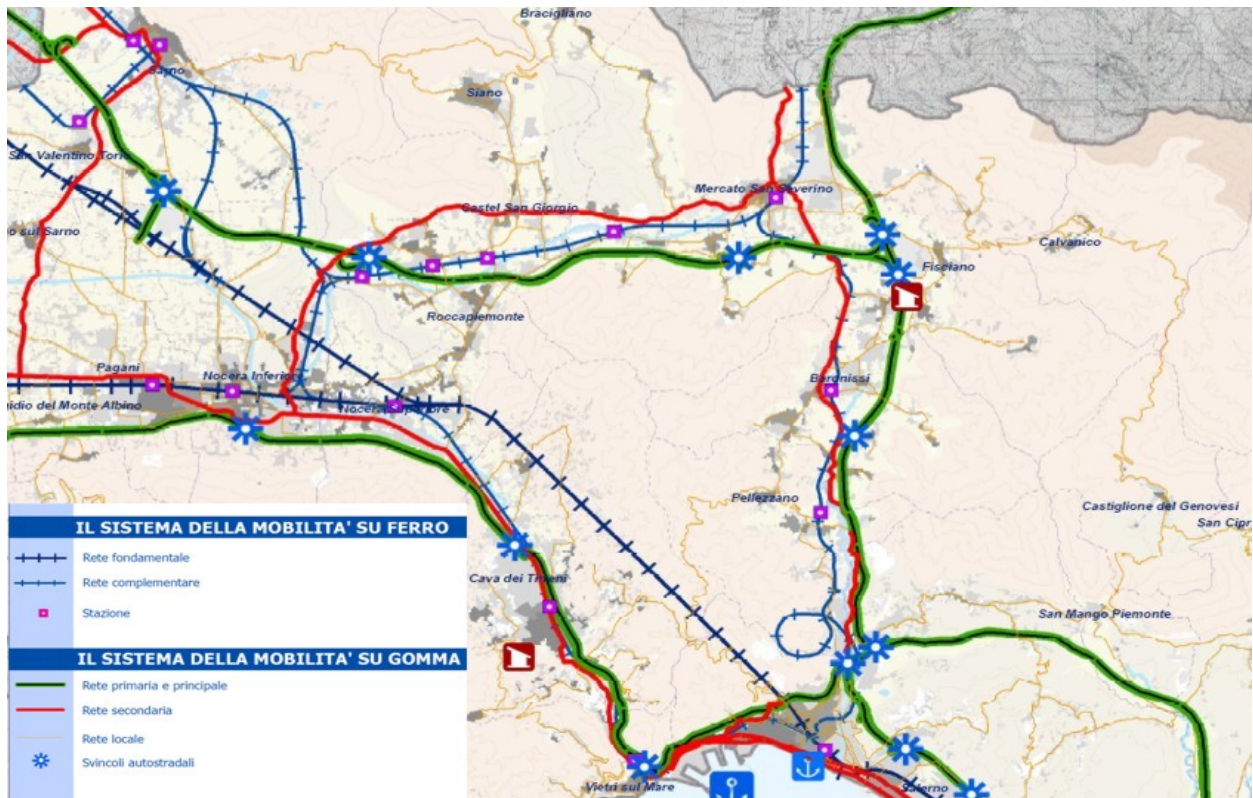 Bracigliano
Sarno
Siano
San Valentino Torio
Mercato San Severino
Castel San Giorgio
o sul Sarno
Calvanico
Fisciano
Roccapiemonte
Pagani
Nocera Inferiore
Baronissi
idio del Monte Albino
Nocera Superiore
Pellezzano
Castiglione del Genovesi
San Cipr
Cava dei Tirreni
San Mango Piemonte
Vietri sul Mare
Salerno
IL SISTEMA DELLA MOBILITA' SU FERRO
Rete fondamentale
Rete complementare
Stazione
IL SISTEMA DELLA MOBILITA' SU GOMMA
Rete primaria e principale
Rete secondaria
Rete locale
Svincoli autostradali